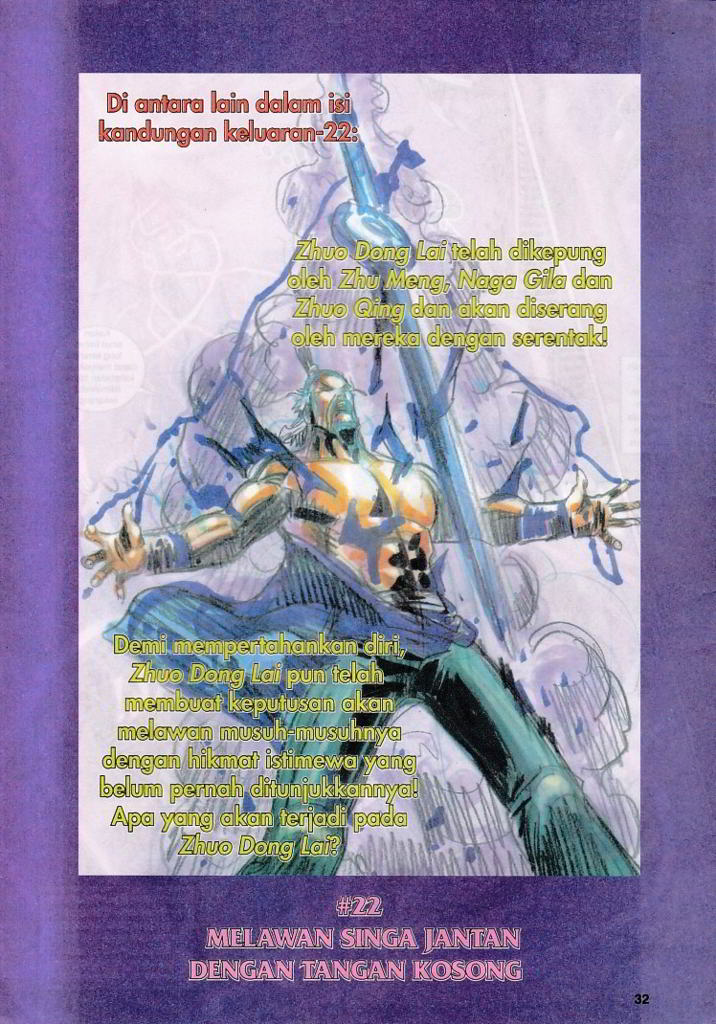 Di antara lain dalam isi
kandungan keluaran-22:
Zhuo Dong Lai telah dikepung
oleh Zhu Meng, Naga Gila dan
Zhuo Qing dan akan diserang
oleh mereka dengan serentak!
Demi mempertahankan diri,
Zhuo Dong Lai pun telah
membuat keputusan akan
melawan musuh-musuhnya
dengan hikmat istimewa yang
belum pernah ditunjukkannya!
Apa yang akan terjadi pada
Zhuo Dong Lai?
#22
MELAWAN SINGA JANTAN
DENGAN TANGAN KOSONG
32